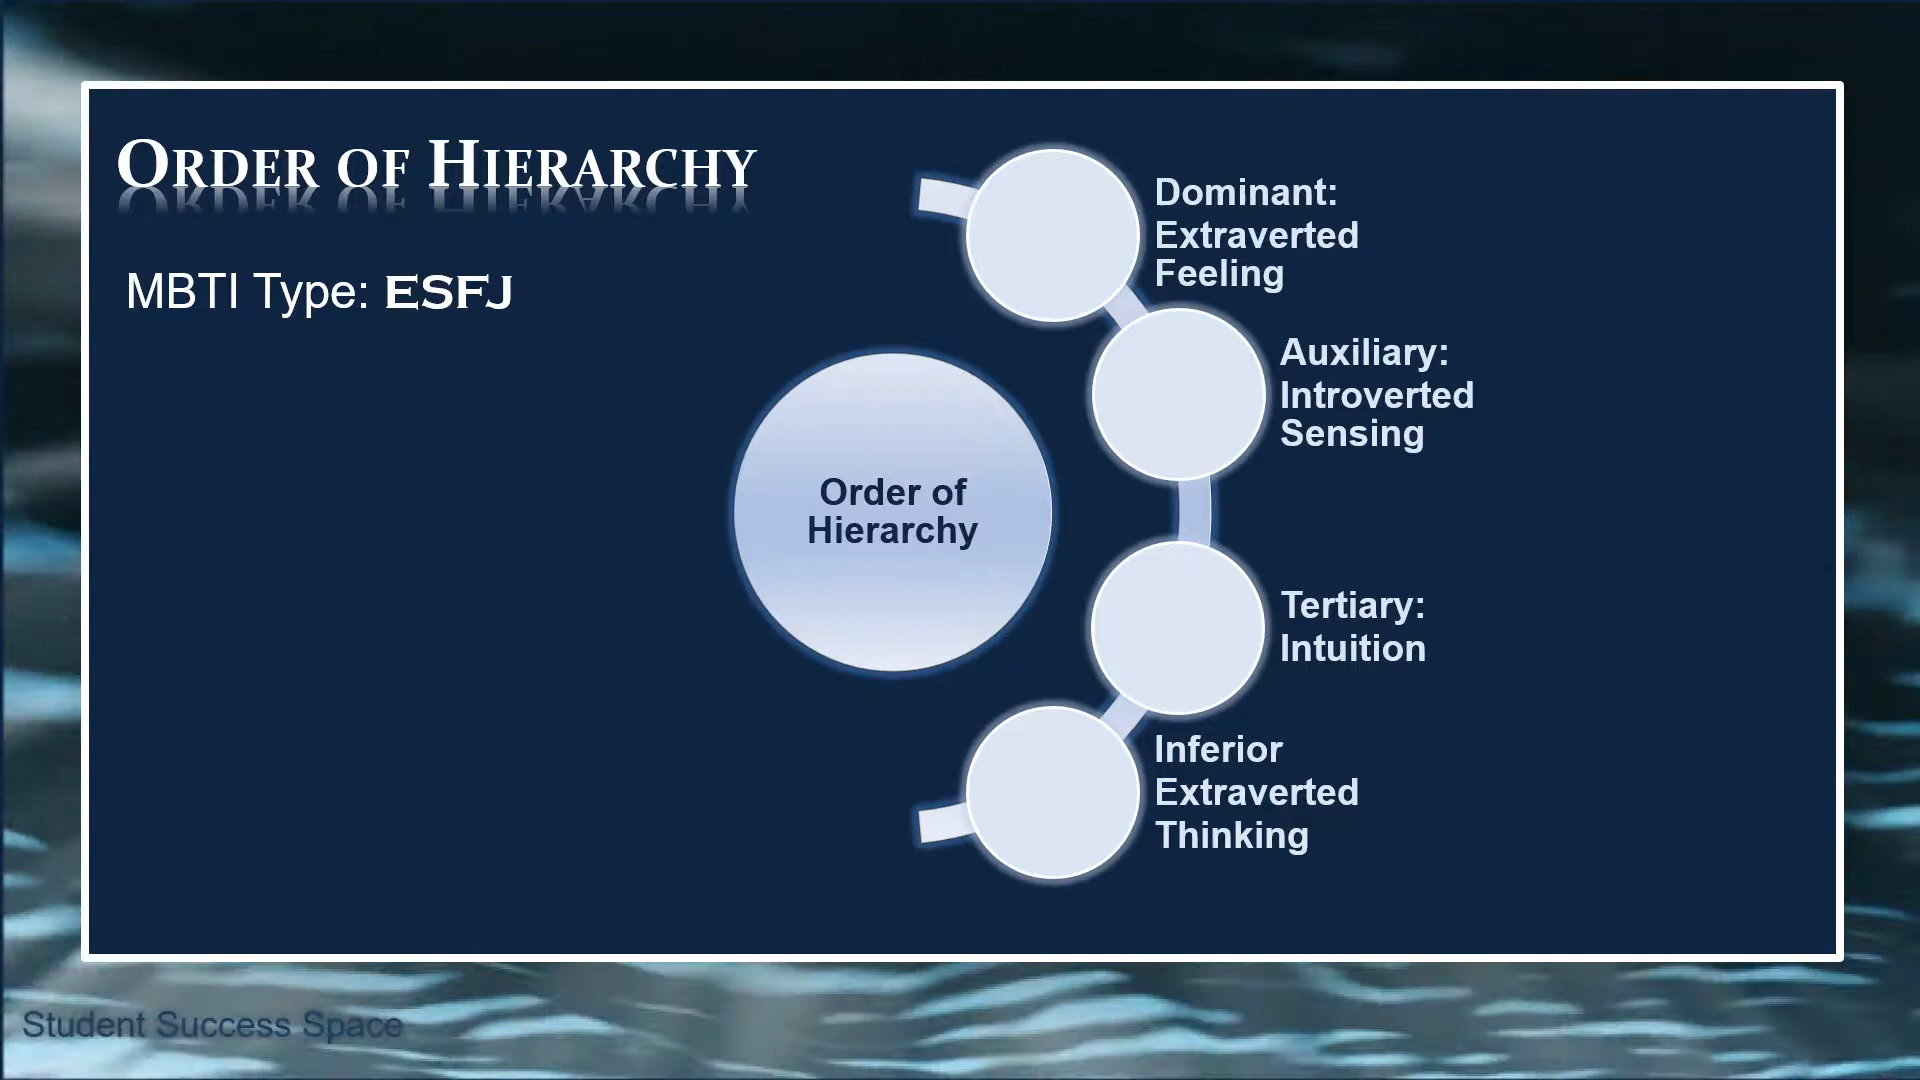 Order of Hierarchy
MBTI Type: ESFJ
Order of
Hierarchy
Dominant:
Extraverted
Feeling
Auxiliary:
Introverted
Sensing
Tertiary:
Intuition
Inferior
Extraverted
Thinking
Student Success Space